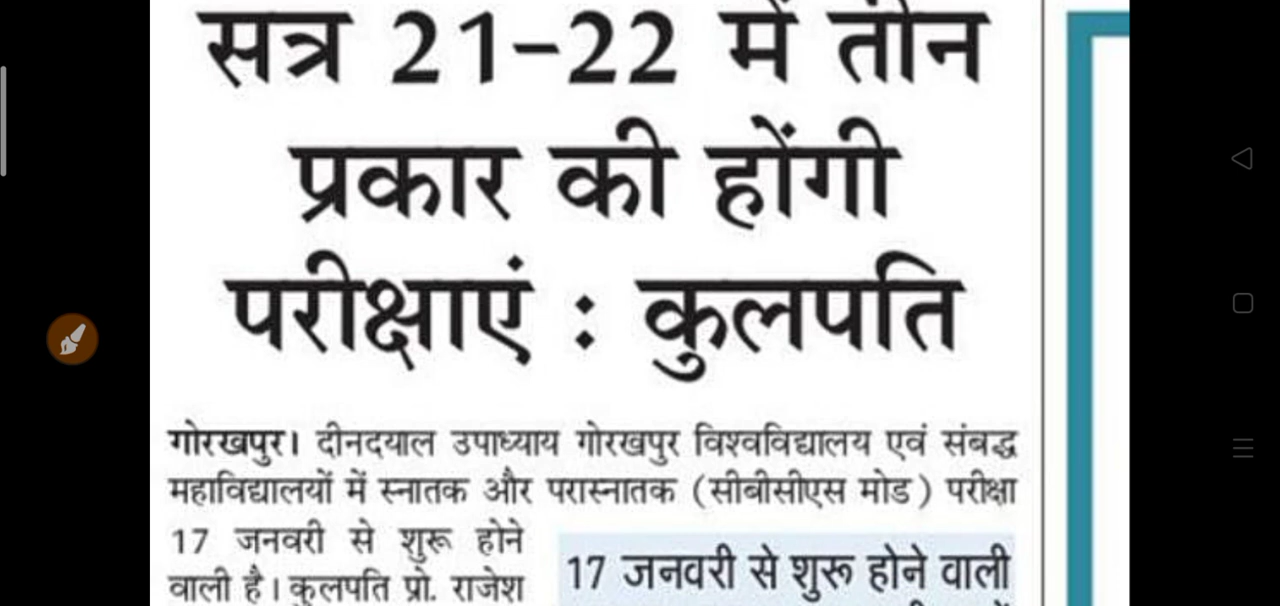 सत्र 21-22 में तीन
प्रकार की होंगी
परीक्षाएं : कुलपति
गोरखपुर। दीनदयाल उपाध्याय गोरखपुर विश्वविद्यालय एवं संबद्ध
महाविद्यालयों में स्नातक और परास्नातक (सीबीसीएस मोड) परीक्षा
17 जनवरी से शुरू होने
वाली है। कुलपति प्रो. राजेश
17 जनवरी से शुरू होने वाली